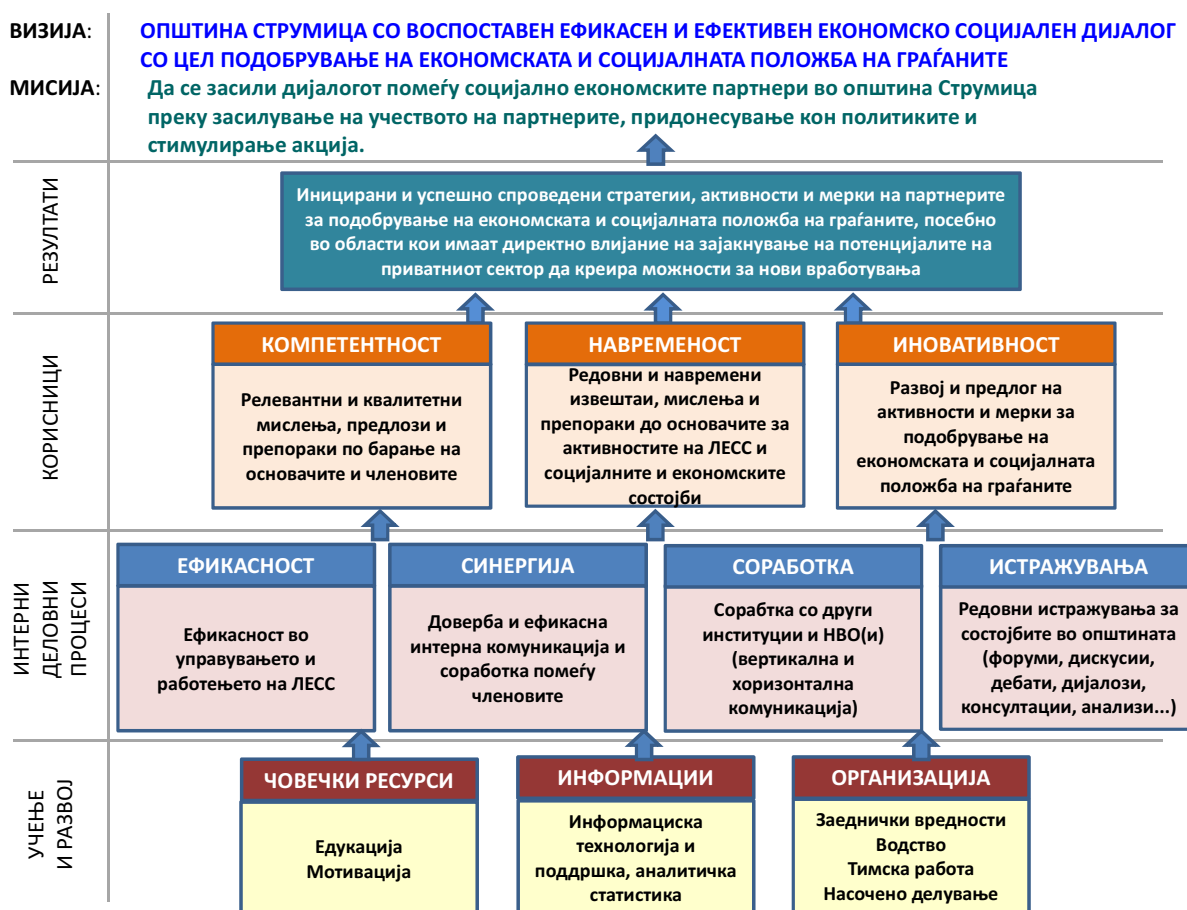 ВИЗИЈА: ОПШТИНА СТРУМИЦА СО ВОСПОСТАВЕН ЕФИКАСЕН И ЕФЕКТИВЕН ЕКОНОМСКО СОЦИЈАЛЕН ДИЈАЛОГ
СО ЦЕЛ ПОДОБРУВАЊЕ НА ЕКОНОМСКАТА И СОЦИЈАЛНАТА ПОЛОЖБА НА ГРАЃАНИТЕ
МИСИЈА: Да се засили дијалогот помеѓу социјално економските партнери во општина Струмица
преку засилување на учеството на партнерите, придонесување кон политиките и
стимулирање акција.
РЕЗУЛТАТИ
Иницирани и успешно спроведени стратегии, активности и мерки на партнерите
за подобрување на економската и социјалната положба на граѓаните, посебно
во области кои имаат директно влијание на зајакнување на потенцијалите на
приватниот сектор да креира можности за нови вработувања
КОРИСНИЦИ
КОМПЕТЕНТНОСТ
Релевантни и квалитетни
мислења, предлози и
препораки по барање на
основачите и членовите
НАВРЕМЕНОСТ
Редовни и навремени
извештаи, мислења и
препораки до основачите за
активностите на ЛЕСС и
социјалните и економските
состојби
ИНОВАТИВНОСТ
Развој и предлог на
активности и мерки за
подобрување на
економската и социјалната
положба на граѓаните
ИНТЕРНИ
ДЕЛОВНИ
ПРОЦЕСИ
ЕФИКАСНОСТ
Ефикасност во
управувањето и
работењето на ЛЕСС
СИНЕРГИЈА
Доверба и ефикасна
интерна комуникација и
соработка помеѓу
членовите
СОРАБОТКА
Сорабтка со други
институции и НВО(и)
(вертикална и
хоризонтална
комуникација)
ИСТРАЖУВАЊА
Редовни истражувања за
состојбите во општината
(форуми, дискусии,
дебати, дијалози,
консултации, анализи...)
УЧЕЊЕ
И РАЗВОЈ
ЧОВЕЧКИ РЕСУРСИ
Едукација
Мотивација
ИНФОРМАЦИИ
Информациска
технологија и
поддршка, аналитичка
статистика
ОРГАНИЗАЦИЈА
Заеднички вредности
Водство
Тимска работа
Насочено делување